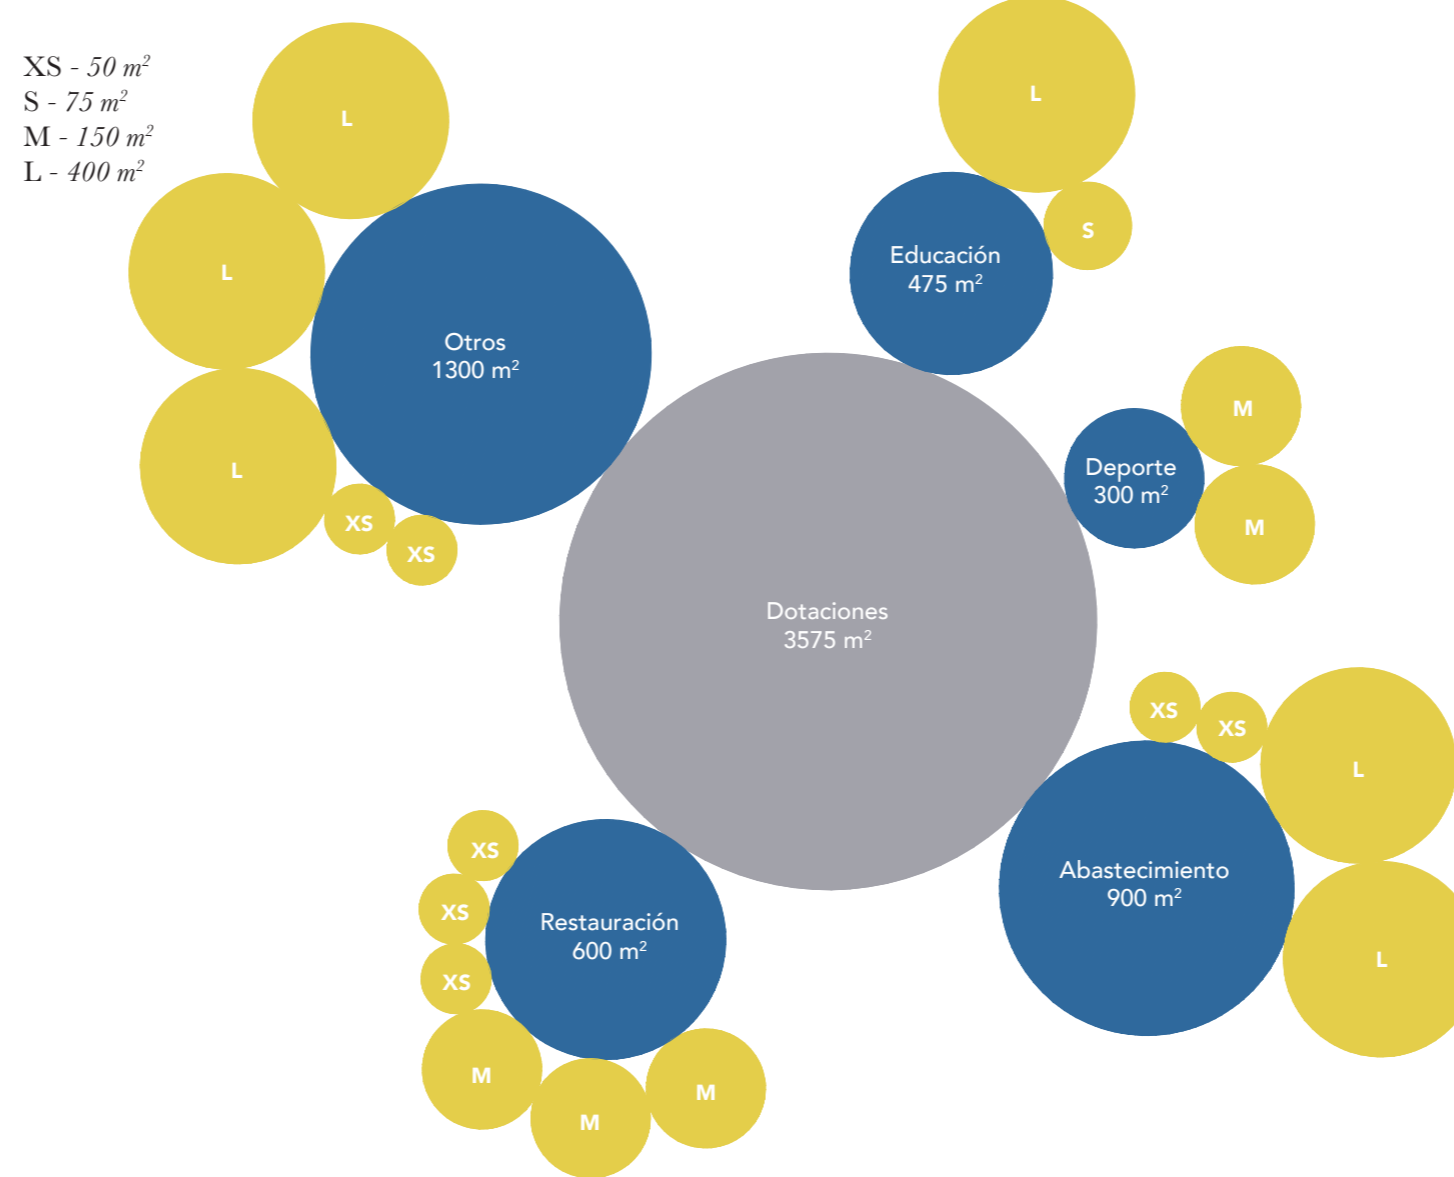 XS - 50 m²
S - 75 m²
M - 150 m²
L - 400 m²
L
L
L
XS
XS
Otros
1300 m²
L
S
Educación
475 m²
M
M
Deporte
300 m²
Dotaciones
3575 m²
XS
XS
L
L
Abastecimiento
900 m²
XS
XS
XS
M
M
M
Restauración
600 m²